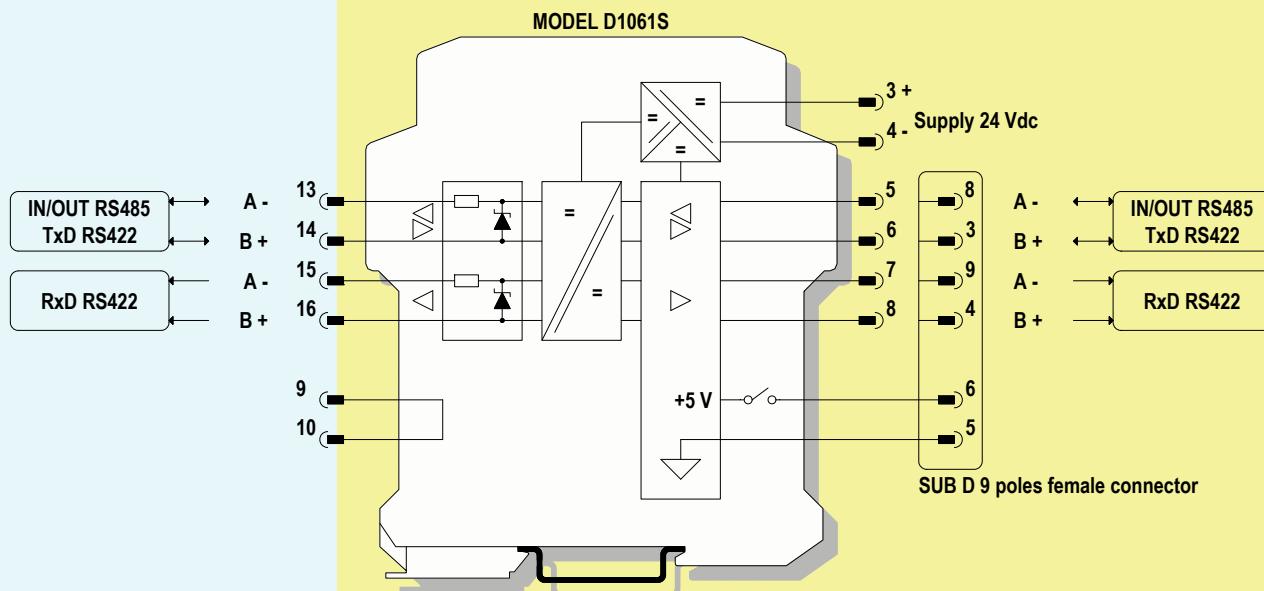 MODEL D1061S
3 +
4 -
Supply 24 Vdc
=
=
=
IN/OUT RS485
TxD RS422
A -
13
B +
14
RxD RS422
A -
15
B +
16
9
10
=
=
+5 V
5
6
7
8
8
3
9
4
6
5
A -
B +
A -
B +
IN/OUT RS485
TxD RS422
RxD RS422
SUB D 9 poles female connector